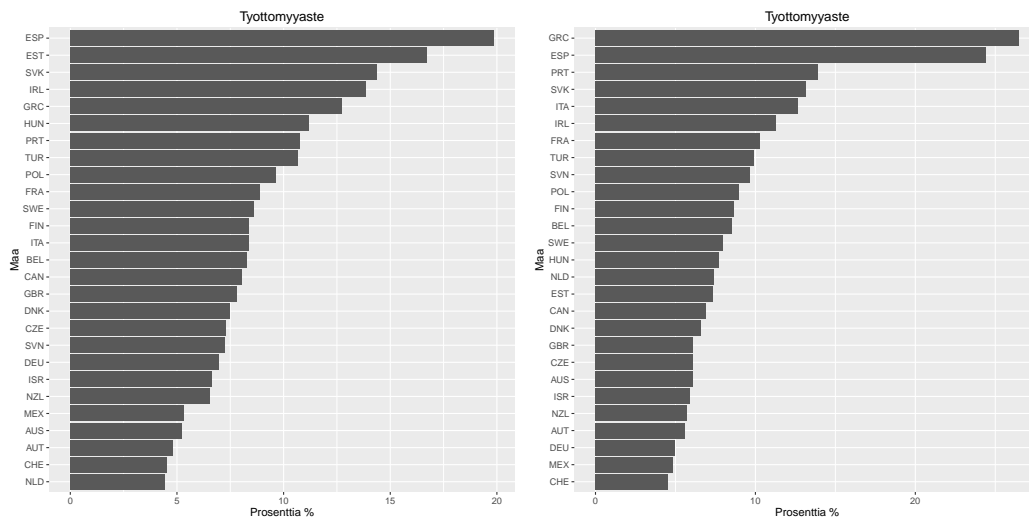 Tyottomyyaste
ESP
EST
SVK
IRL
GRC
HUN
PRT
TUR
POL
FRA
SWE
FIN
ITA
BEL
CAN
GBR
DNK
CZE
SVN
DEU
ISR
NZL
MEX
AUS
AUT
CHE
NLD
Maa
0 5 10 15 20
Prosenttia %
Tyottomyyaste
GRC
ESP
PRT
SVK
ITA
IRL
FRA
TUR
SVN
POL
FIN
BEL
SWE
HUN
NLD
EST
CAN
DNK
GBR
CZE
AUS
ISR
NZL
AUT
DEU
MEX
CHE
Maa
0 10 20
Prosenttia %